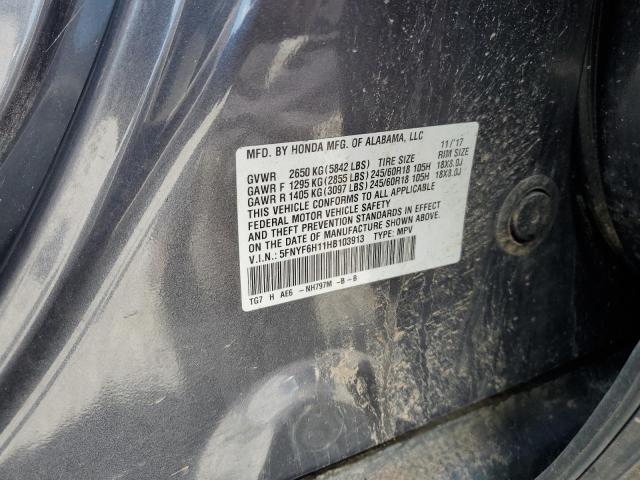 MFD. BY HONDA MFG. OF ALABAMA, LLC 11/'17
GVWR 2650 KG(5842 LBS) TIRE SIZE RIM SIZE
GAWR F 1295 KG(2855 LBS)245/60R18 105H 18X8.0J
GAWR R 1405 KG(3097 LBS)245/60R18 105H 18X8.0J
THIS VEHICLE CONFORMS TO ALL APPLICABLE
FEDERAL MOTOR VEHICLE SAFETY
AND THEFT PREVENTION STANDARDS IN EFFECT
ON THE DATE OF MANUFACTURE SHOWN ABOVE.
V.I.N.: 5FNYF6H11HB103913 TYPE: MPV
TG7 H AE6 -NH797M -B-B